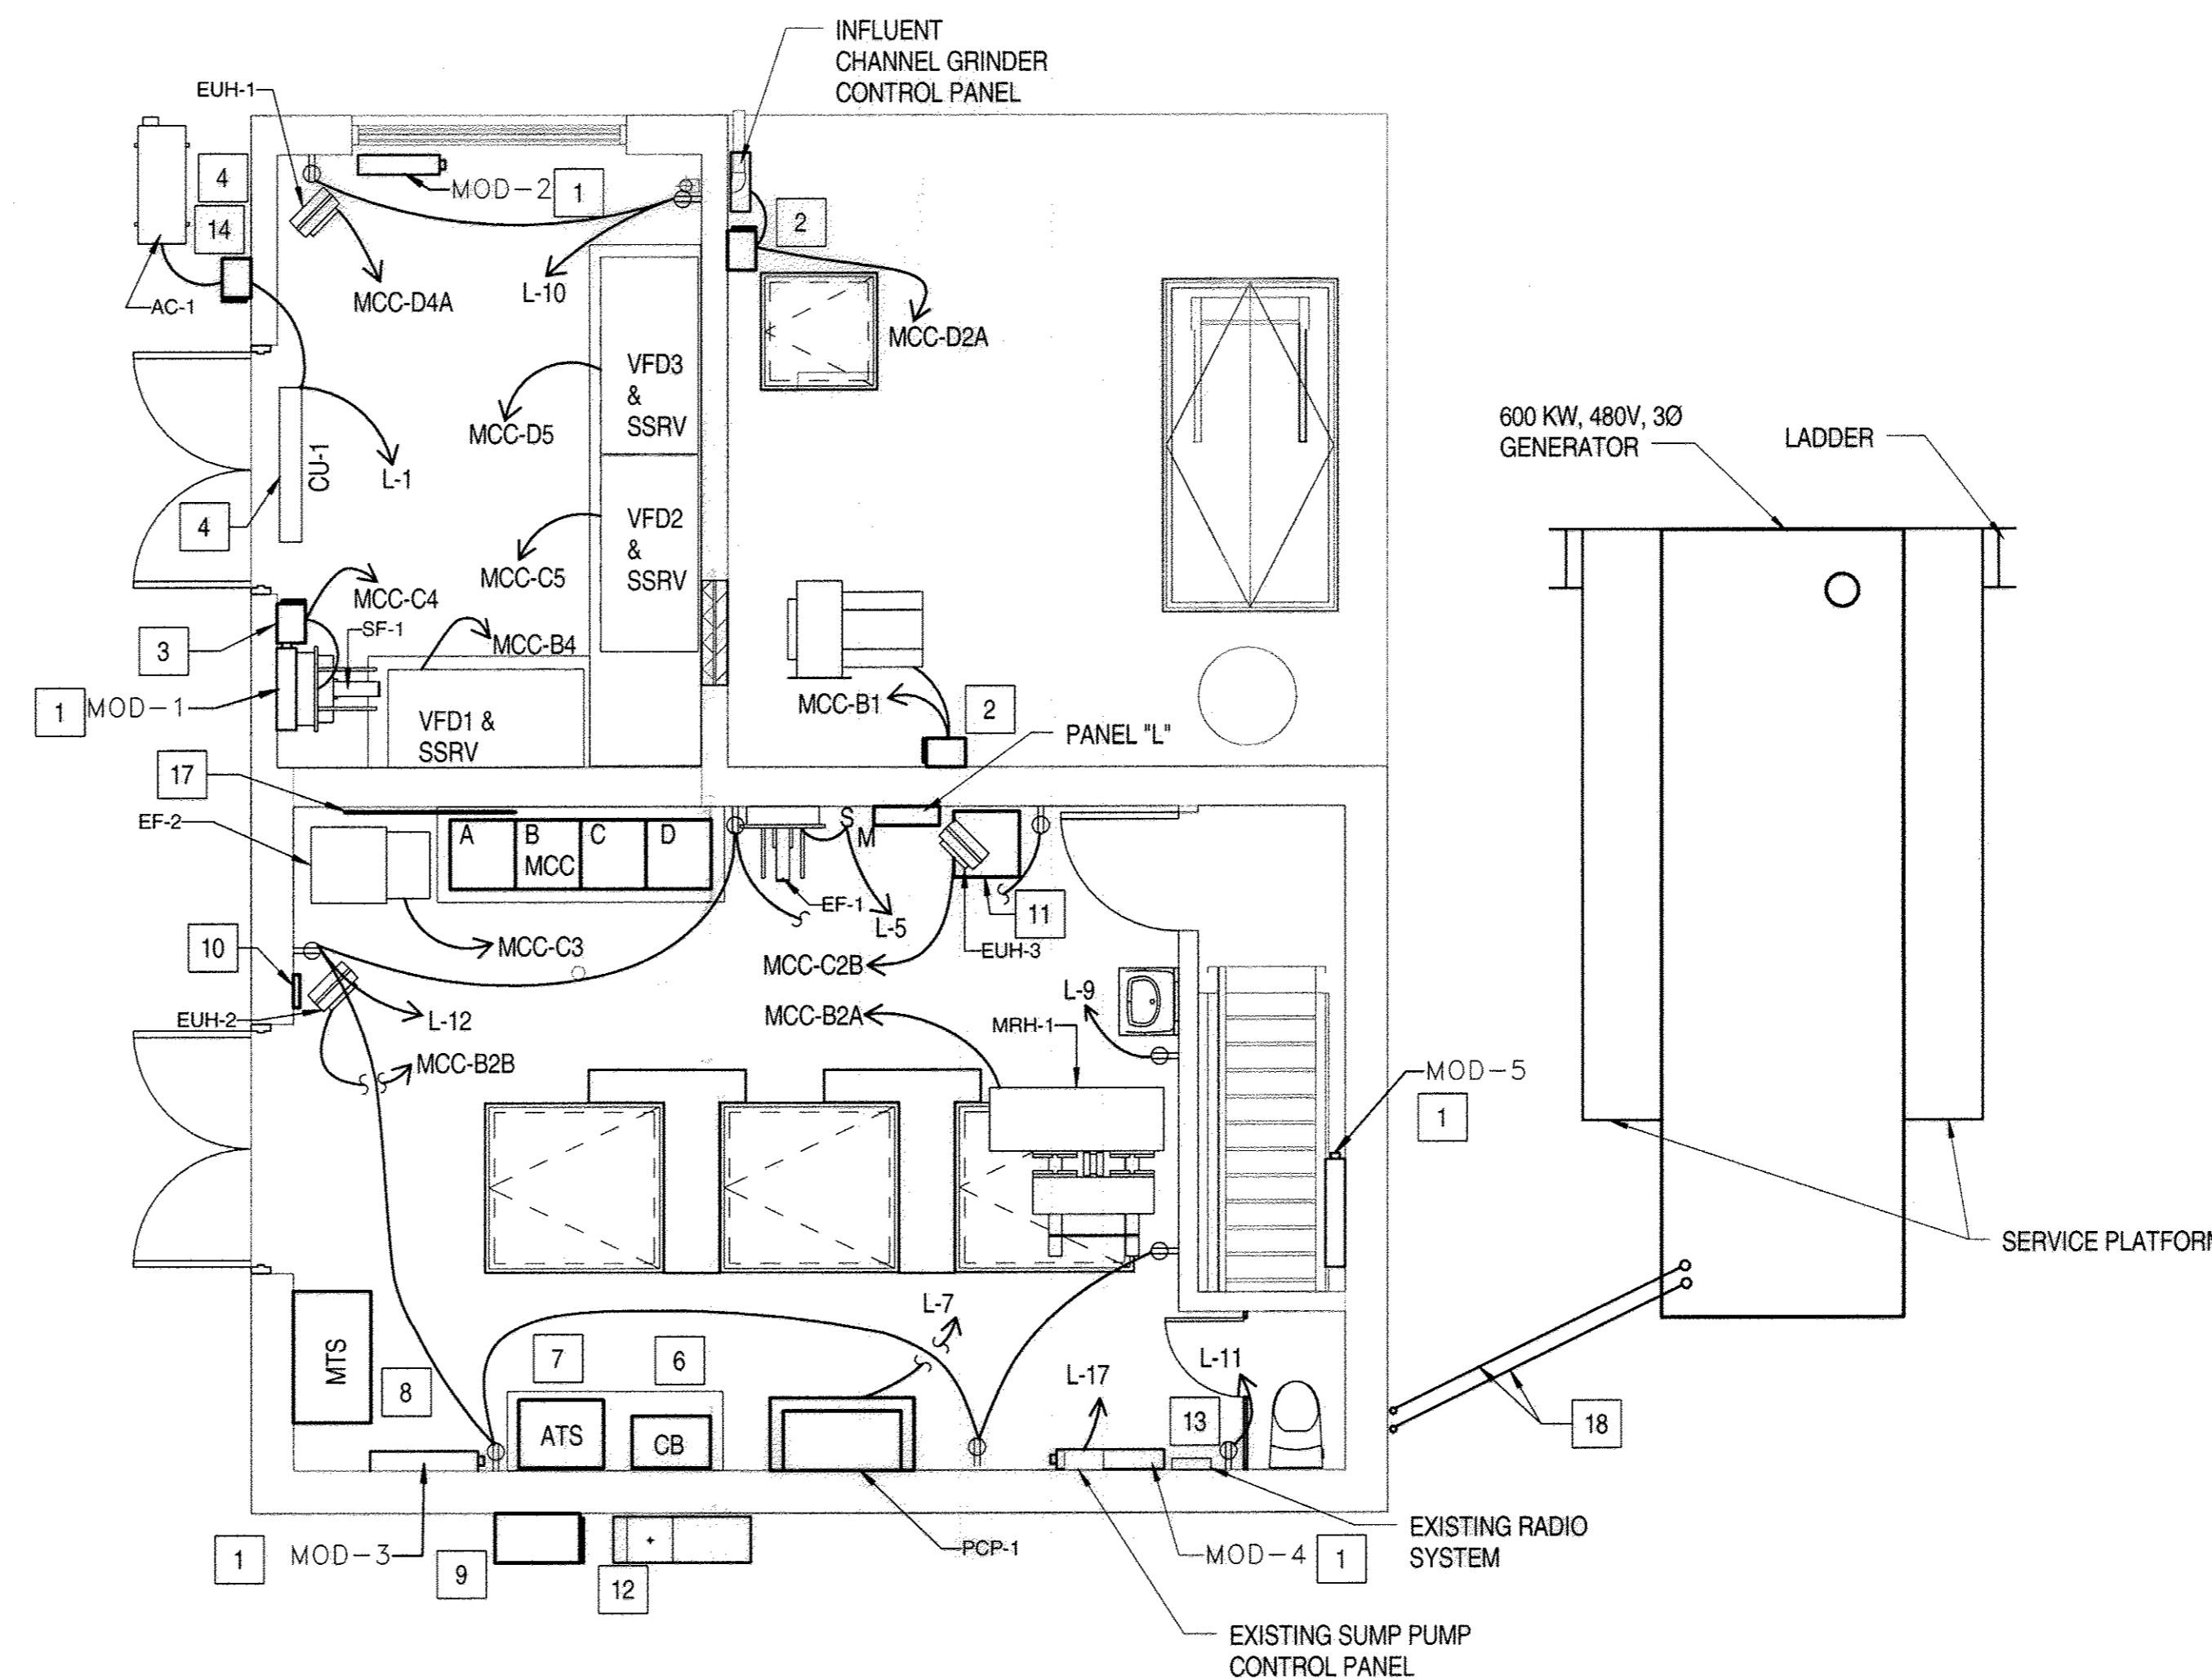 INFLUENT
CHANNEL GRINDER
CONTROL PANEL
EUH-1
4
14
MOD-2
1
2
AC-1
MCC-D4A
L-10
MCC-D2A
VFD3
&
SSRV
MCC-D5
CU-1
L-1
4
VFD2
&
SSRV
MCC-C5
600 KW, 480V, 3Ø
GENERATOR
LADDER
MCC-C4
SF-1
3
MCC-B4
1
MOD-1
VFD1 &
SSRV
MCC-B1
2
PANEL "L"
17
EF-2
A
B
C
D
MCC
S
M
EF-1
L-5
11
EUH-3
10
MCC-C3
MCC-C2B
EUH-2
L-12
MCC-B2A
L-9
MRH-1
MCC-B2B
MOD-5
1
SERVICE PLATFORM
L-7
MTS
8
7
6
ATS
CB
L-17
L-11
13
18
1
MOD-3
9
12
PCP-1
MOD-4
1
EXISTING RADIO
SYSTEM
EXISTING SUMP PUMP
CONTROL PANEL